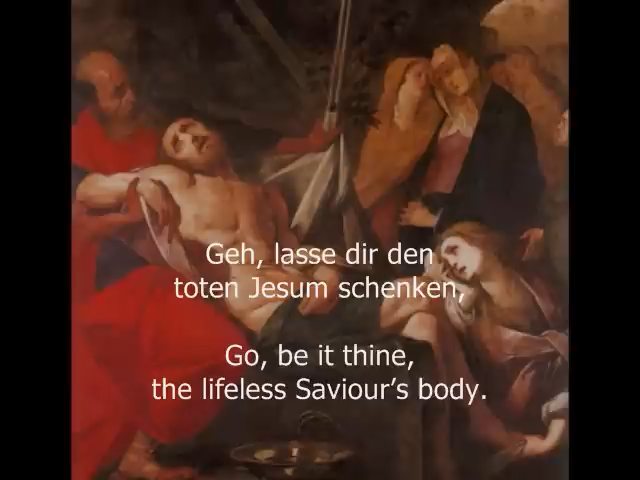 Geh, lasse dir den
toten Jesum schenken,
Go, be it thine,
the lifeless Saviour’s body.